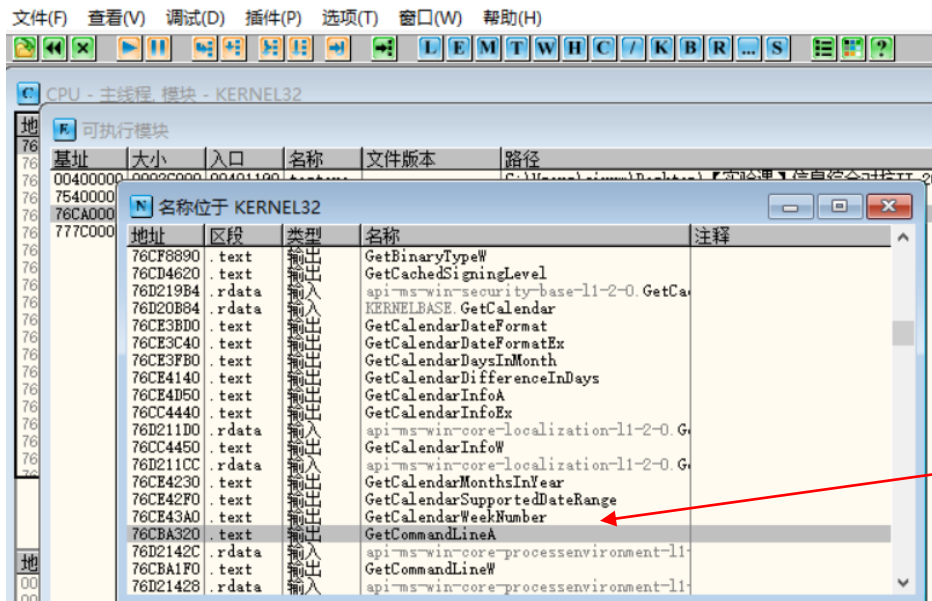 文件(F) 查看(V) 调试(D) 插件(P) 选项(T) 窗口(W) 帮助(H)
L E M T W H C / K B R ... S ?
C CPU - 主线程, 模块 - KERNEL32
地
E 可执行模块
76
基址 大小 入口 名称 文件版本 路径
76
76
00400000
76
7540000
76
76CA000
76
777C000
N 名称位于 KERNEL32
地址 区段 类型 名称 注释
76CF8890 .text 输出 GetBinaryTypeW
76CD4620 .text 输出 GetCachedSigningLevel
76D219B4 .rdata 输入 api-ms-win-security-base-l1-2-0.GetCa
76D20B84 .rdata 输入 KERNELBASE.GetCalendar
76CE3BD0 .text 输出 GetCalendarDateFormat
76CE3C40 .text 输出 GetCalendarDateFormatEx
76CE3FB0 .text 输出 GetCalendarDaysInMonth
76CE4140 .text 输出 GetCalendarDifferenceInDays
76CE4D50 .text 输出 GetCalendarInfoA
76CC4440 .text 输出 GetCalendarInfoEx
76D211D0 .rdata 输入 api-ms-win-core-localization-l1-2-0.G
76CC4450 .text 输出 GetCalendarInfoW
76D211CC .rdata 输入 api-ms-win-core-localization-l1-2-0.G
76CE4230 .text 输出 GetCalendarMonthsInYear
76CE42F0 .text 输出 GetCalendarSupportedDateRange
76CE43A0 .text 输出 GetCalendarWeekNumber
76CBA320 .text 输出 GetCommandLineA
76D2142C .rdata 输入 api-ms-win-core-processenvironment-l1-
76CBA1F0 .text 输出 GetCommandLineW
76D21428 .rdata 输入 api-ms-win-core-processenvironment-l1-
地
00